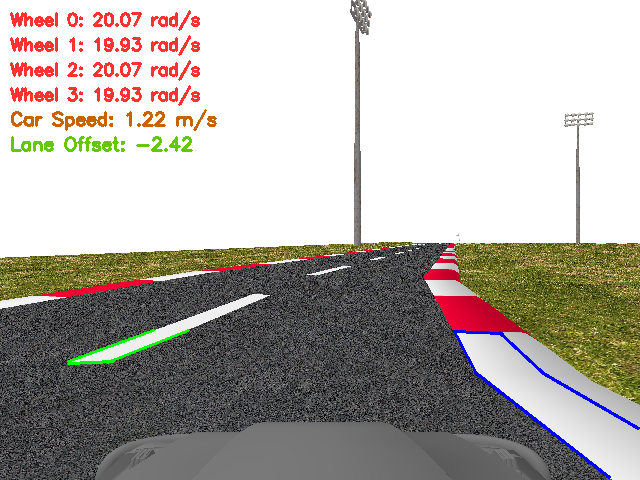 Wheel 0: 20.07 rad/s
Wheel 1: 19.93 rad/s
Wheel 2: 20.07 rad/s
Wheel 3: 19.93 rad/s
Car Speed: 1.22 m/s
Lane Offset: -2.42